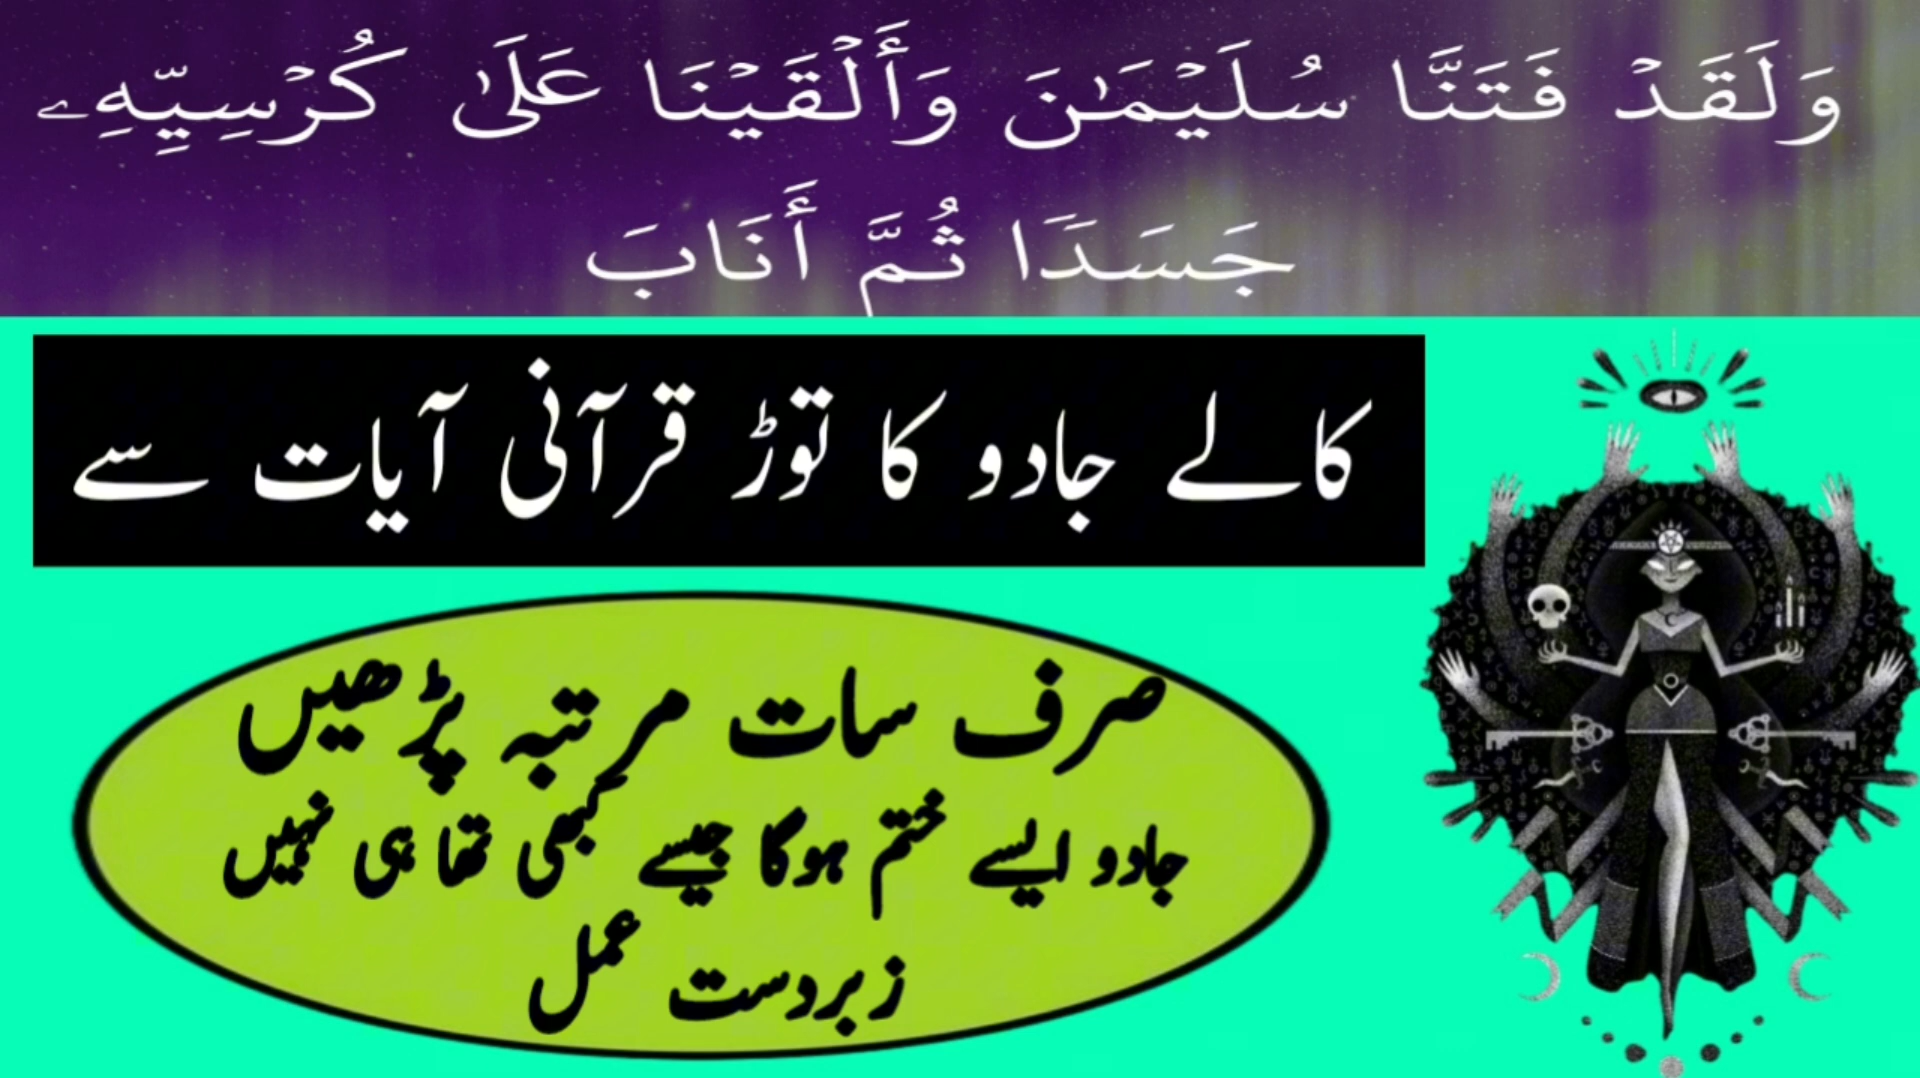 وَلَقَدۡ فَتَنَّا سُلَيۡمَٰنَ وَأَلۡقَيۡنَا عَلَىٰ كُرۡسِيِّهِۦ
جَسَدَا ثُمَّ أَنَابَ
کالے جادو کا توڑ قرآنی آیات سے
صرف سات مرتبہ پڑھیں
جادو ایسے ختم ہوگا جیسے کبھی تھا ہی نہیں
زبردست عمل